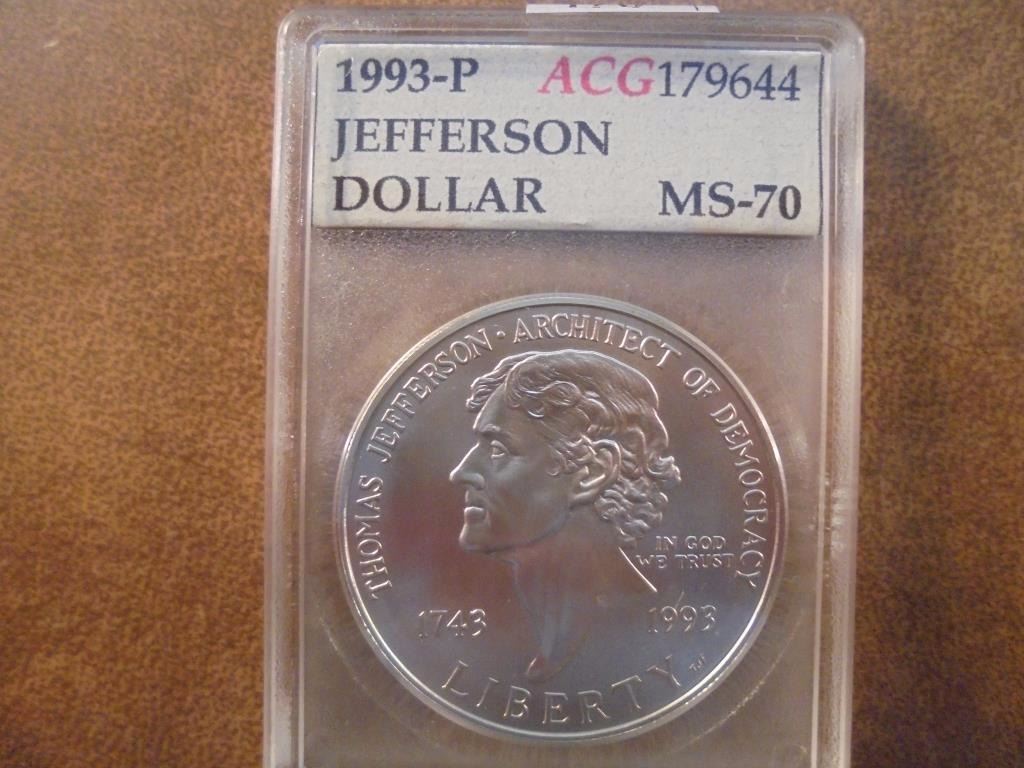 1993-P ACG179644
JEFFERSON
DOLLAR MS-70
THOMAS JEFFERSON · ARCHITECT OF DEMOCRACY
IN GOD
WE TRUST
1743 1993
LIBERTY